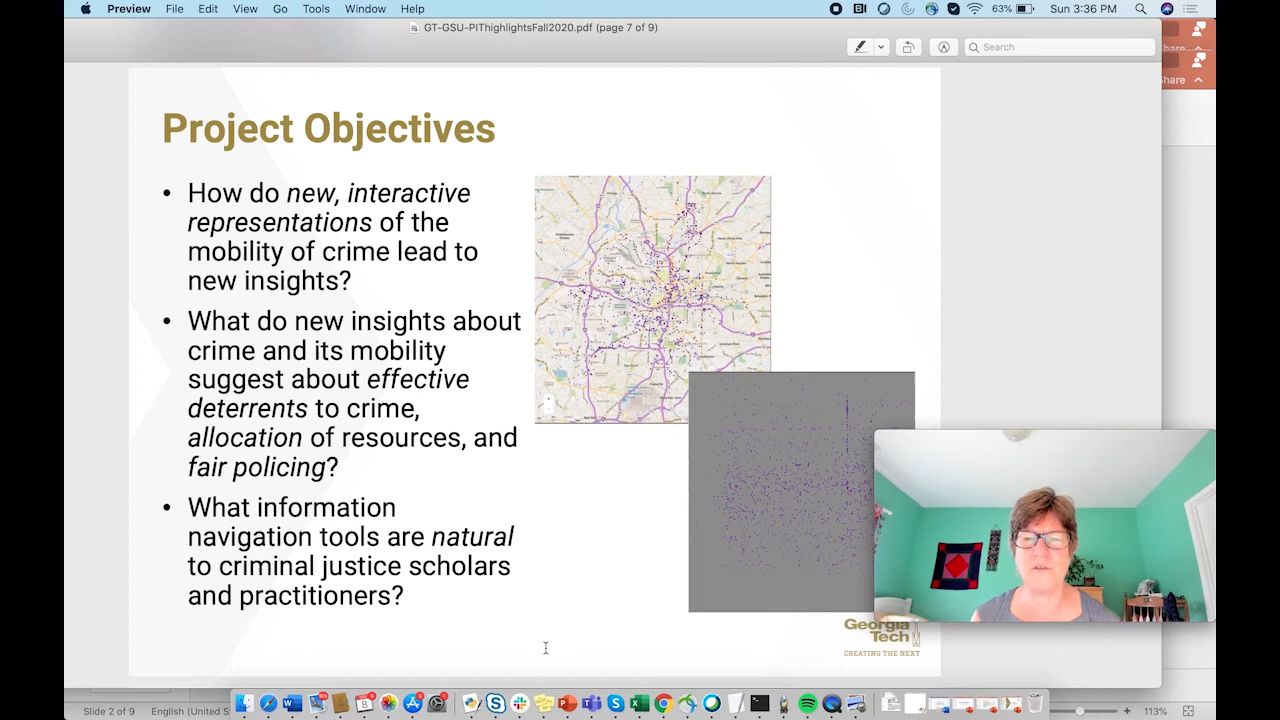 Preview File Edit View Go Tools Window Help
63% Sun 3:36 PM
GT-GSU-PIThighlightsFall2020.pdf (page 7 of 9)
Search
Share
Share
Project Objectives
• How do new, interactive
representations of the
mobility of crime lead to
new insights?
• What do new insights about
crime and its mobility
suggest about effective
deterrents to crime,
allocation of resources, and
fair policing?
• What information
navigation tools are natural
to criminal justice scholars
and practitioners?
Georgia
Tech
CREATING THE NEXT
Slide 2 of 9 English (United S
113%